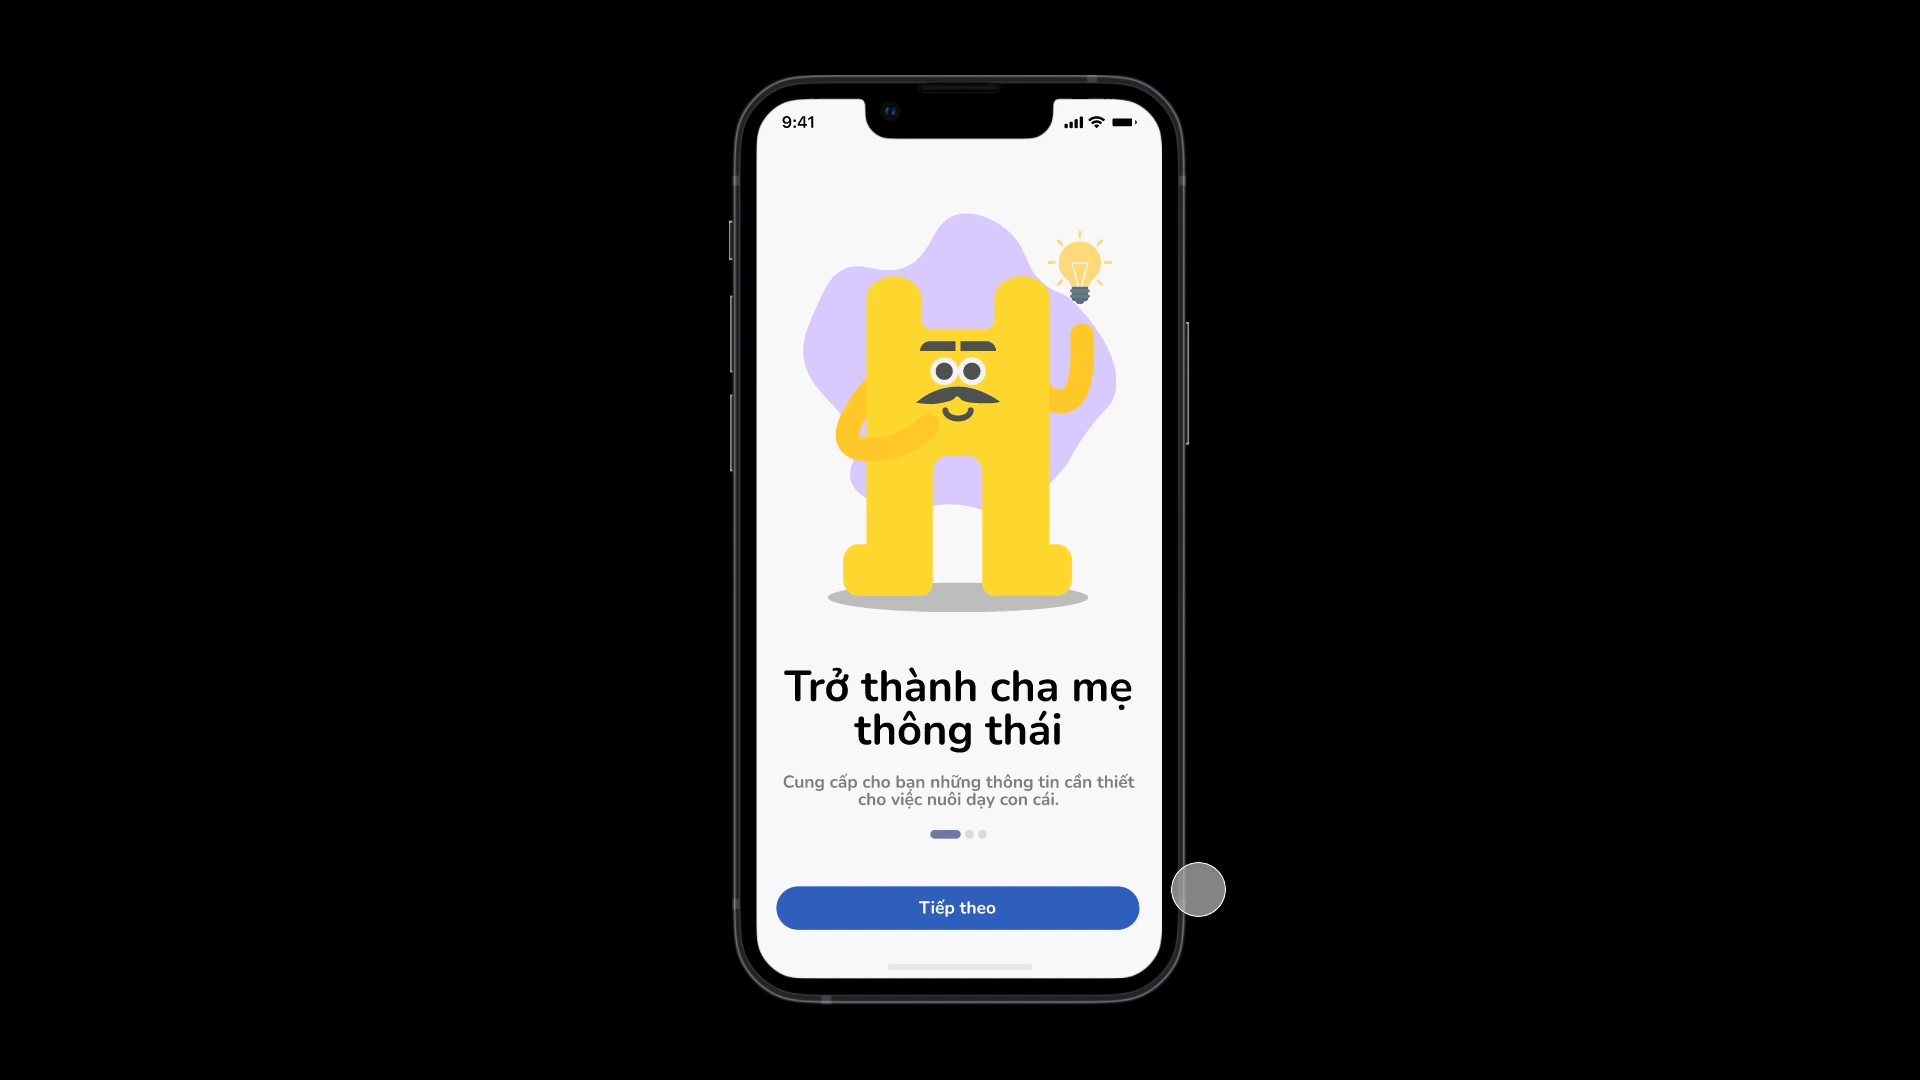 9:41
Trở thành cha mẹ
thông thái
Cung cấp cho bạn những thông tin cần thiết
cho việc nuôi dạy con cái.
Tiếp theo